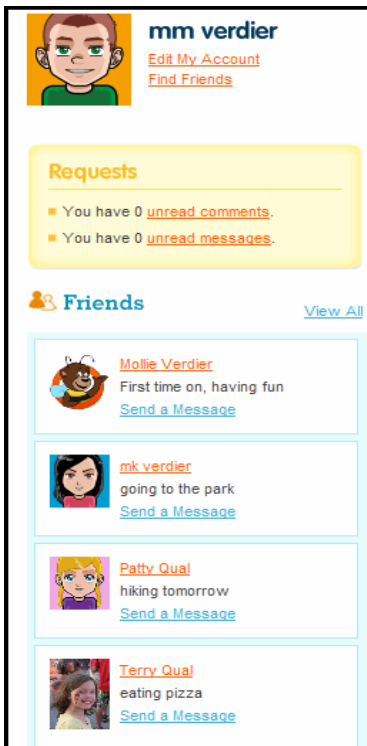 mm verdier
Edit My Account
Find Friends
Requests
You have 0 unread comments.
You have 0 unread messages.
Friends
View All
Mollie Verdier
First time on, having fun
Send a Message
mk verdier
going to the park
Send a Message
Patty Qual
hiking tomorrow
Send a Message
Terry Qual
eating pizza
Send a Message